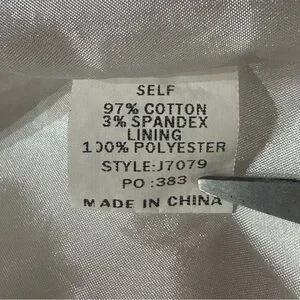 SELF
97% COTTON
3% SPANDEX
LINING
100% POLYESTER
STYLE:J7079
PO :383
MADE IN CHINA